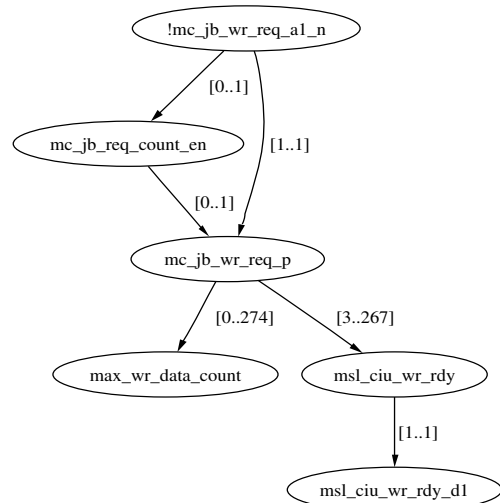 !mc_jb_wr_req_a1_n
[0..1]
mc_jb_req_count_en
[1..1]
[0..1]
mc_jb_wr_req_p
[0..274]
[3..267]
max_wr_data_count
msl_ciu_wr_rdy
[1..1]
msl_ciu_wr_rdy_d1